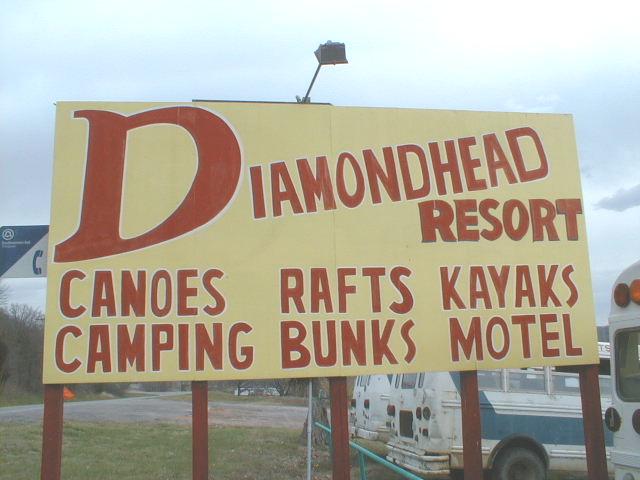 DIAMONDHEAD
RESORT
CANOES RAFTS KAYAKS
CAMPING BUNKS MOTEL